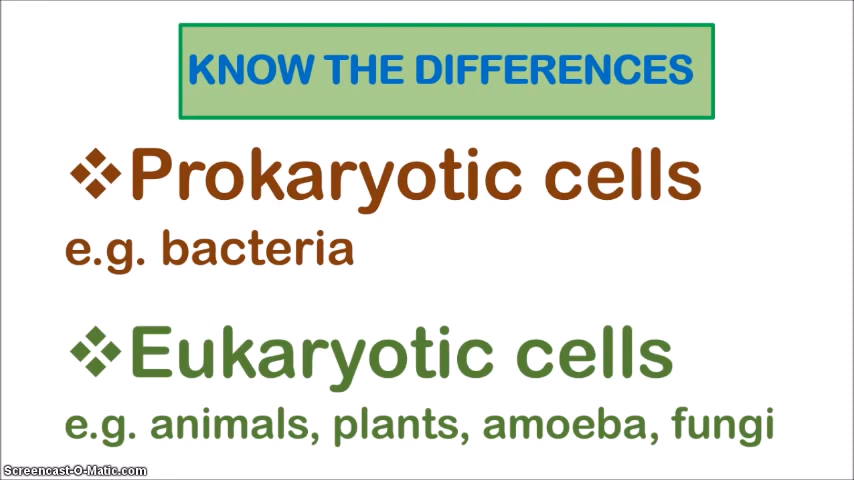 KNOW THE DIFFERENCES
❖Prokaryotic cells
e.g. bacteria
❖Eukaryotic cells
e.g. animals, plants, amoeba, fungi
Screencast-O-Matic.com